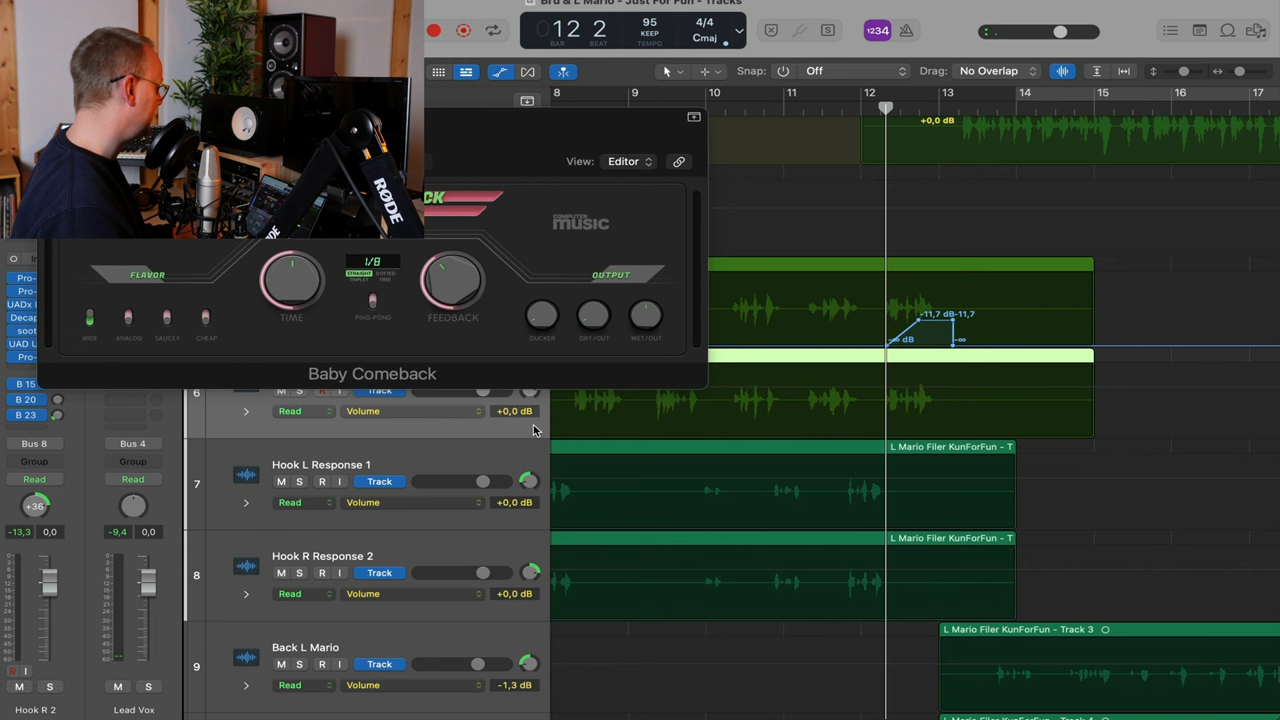 Bru & L Mario - Just For Fun - Tracks
012 2
BAR BEAT
95
KEEP
TEMPO
4/4
Cmaj
1234
Snap: Off
Drag: No Overlap
8 9 10 11 12 13 14 15 16 17
+0,0 dB
RØDE
View: Editor
CK
COMPUTER
music
FLAVOR
1/8
STRAIGHT DOTTED
TRIPLET FREE
OUTPUT
WIDE ANALOG SAUCEY CHEAP
TIME
PING-PONG
FEEDBACK
DUCKER DRY/OUT WET/OUT
Baby Comeback
-11,7 dB -11,7
-∞ dB -∞
Pro-
Pro-
UADx
Decap
soot
UAD U
Pro-
B 15
B 20
B 23
Bus 8 Bus 4
Group Group
Read Read
+36
-13,3 0,0 -9,4 0,0
R I
M S M S
Hook R 2 Lead Vox
6
M S R I Track
Read Volume +0,0 dB
7
Hook L Response 1
M S R I Track
Read Volume +0,0 dB
L Mario Filer KunForFun - T
8
Hook R Response 2
M S R I Track
Read Volume +0,0 dB
L Mario Filer KunForFun - T
9
Back L Mario
M S R I Track
Read Volume -1,3 dB
L Mario Filer KunForFun - Track 3